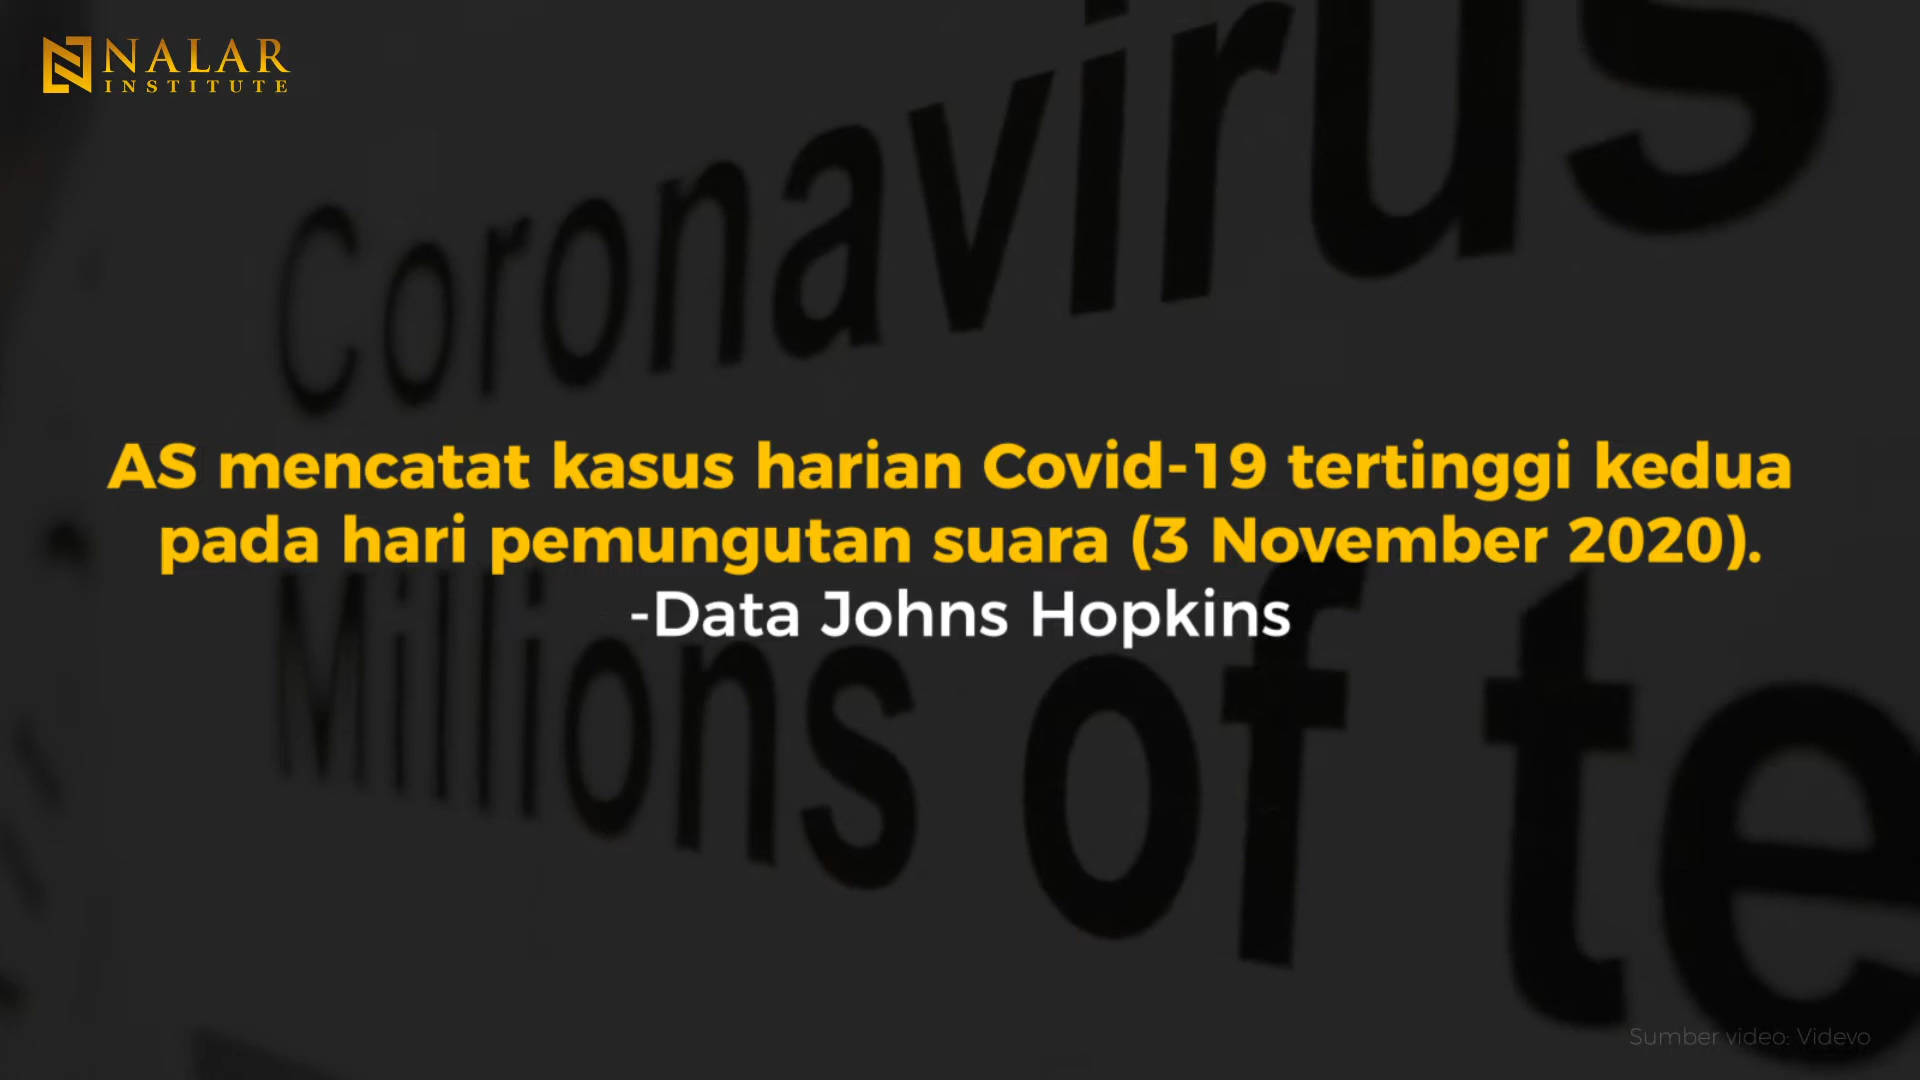 NALAR
INSTITUTE
Coronavirus
AS mencatat kasus harian Covid-19 tertinggi kedua
pada hari pemungutan suara (3 November 2020).
-Data Johns Hopkins
Millions of te
Sumber video: Videvo